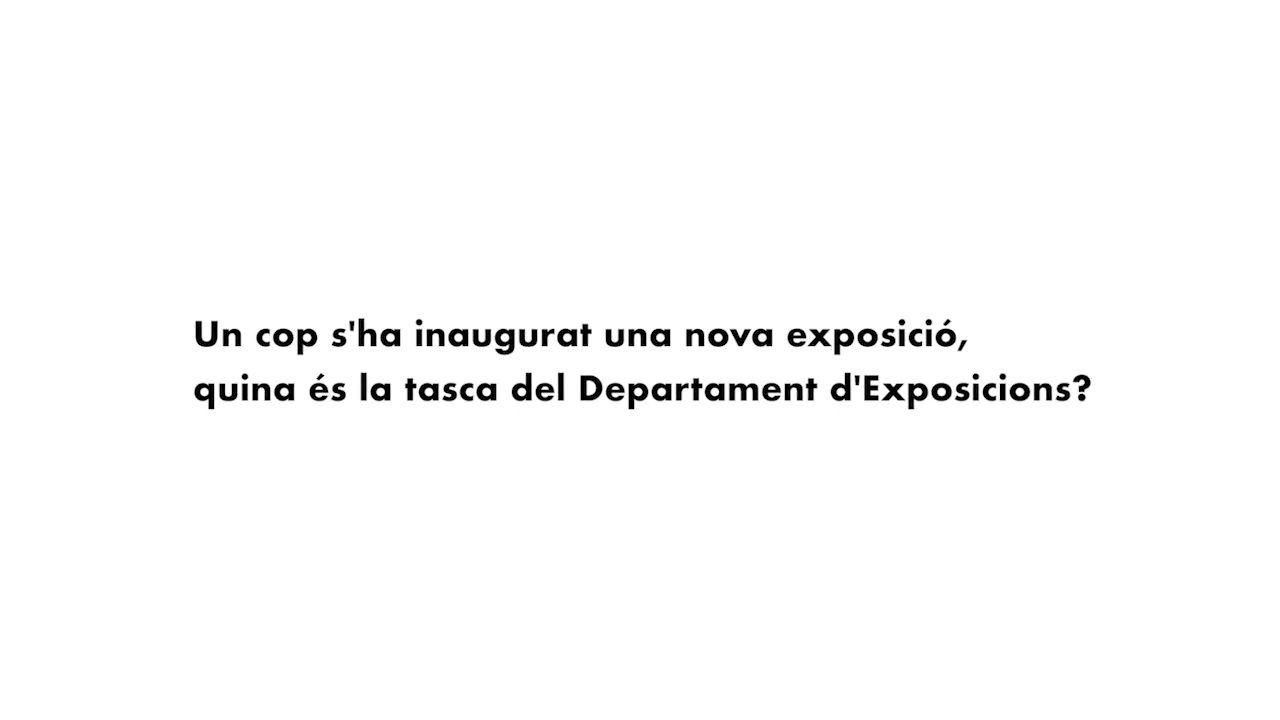 Un cop s'ha inaugurat una nova exposició,
quina és la tasca del Departament d'Exposicions?